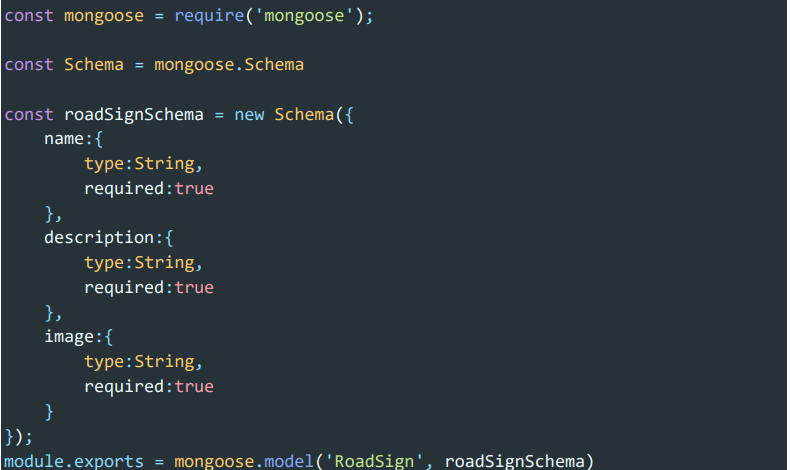 const mongoose = require('mongoose');
const Schema = mongoose.Schema
const roadSignSchema = new Schema({
    name:{
        type:String,
        required:true
    },
    description:{
        type:String,
        required:true
    },
    image:{
        type:String,
        required:true
    }
});
module.exports = mongoose.model('RoadSign', roadSignSchema)